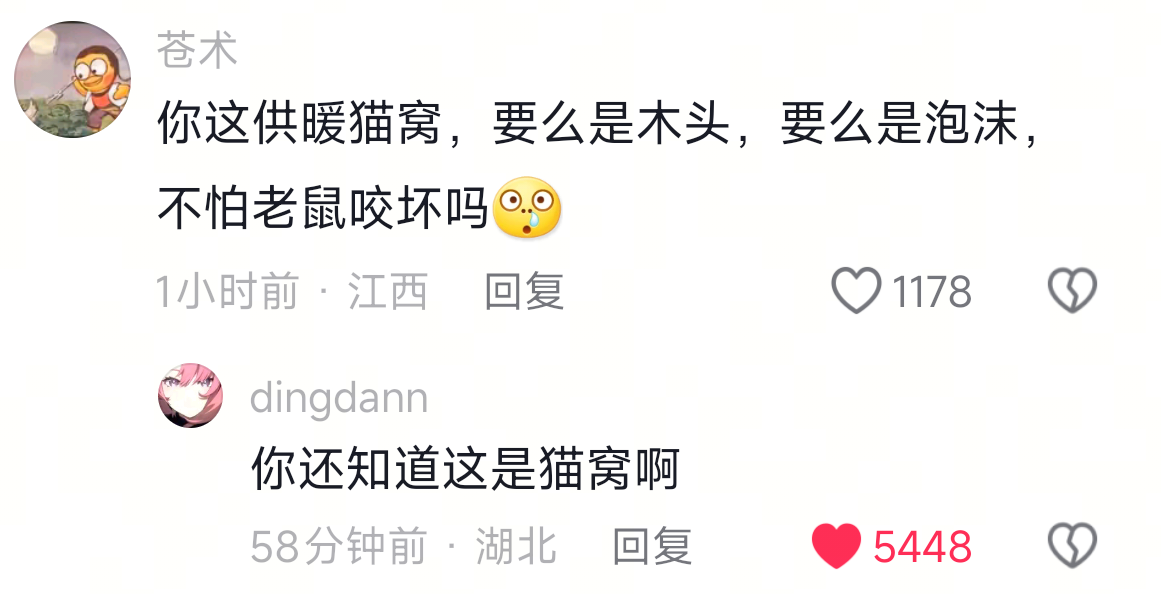 苍术
你这供暖猫窝，要么是木头，要么是泡沫，
不怕老鼠咬坏吗
1小时前 · 江西 回复 1178
dingdann
你还知道这是猫窝啊
58分钟前 · 湖北 回复 5448